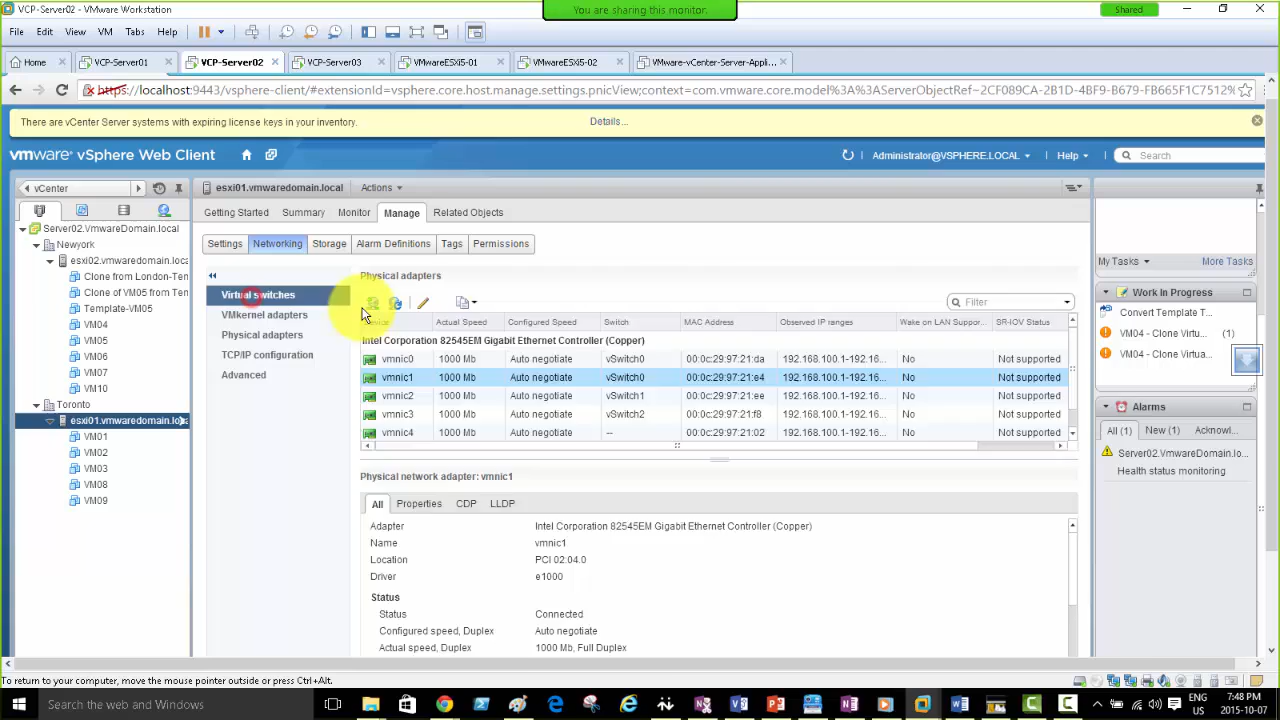 You are sharing this monitor.
Shared
VCP-Server02 - VMware Workstation
File Edit View VM Tabs Help
Home VCP-Server01 VCP-Server02 VCP-Server03 VMwareESXi5-01 VMwareESXi5-02 VMware-vCenter-Server-Appli...
https://localhost:9443/vsphere-client/#extensionId=vsphere.core.host.manage.settings.pnicView;context=com.vmware.core.model%3A%3AServerObjectRef~2CF089CA-2B1D-4BF9-B679-FB665F1C7512%
There are vCenter Server systems with expiring license keys in your inventory. Details...
vmware vSphere Web Client Administrator@VSPHERE.LOCAL Help Search
vCenter
esxi01.vmwaredomain.local Actions
Getting Started Summary Monitor Manage Related Objects
Settings Networking Storage Alarm Definitions Tags Permissions
Server02.VmwareDomain.local
Newyork
esxi02.vmwaredomain.local
Clone from London-Ten
Clone of VM05 from Tem
Template-VM05
VM04
VM05
VM06
VM07
VM10
Toronto
esxi01.vmwaredomain.loc
VM01
VM02
VM03
VM08
VM09
Virtual switches
VMkernel adapters
Physical adapters
TCP/IP configuration
Advanced
Physical adapters
Filter
Device Actual Speed Configured Speed Switch MAC Address Observed IP ranges Wake on LAN Suppor... SR-IOV Status
Intel Corporation 82545EM Gigabit Ethernet Controller (Copper)
vmnic0 1000 Mb Auto negotiate vSwitch0 00:0c:29:97:21:da 192.168.100.1-192.16... No Not supported
vmnic1 1000 Mb Auto negotiate vSwitch0 00:0c:29:97:21:e4 192.168.100.1-192.16... No Not supported
vmnic2 1000 Mb Auto negotiate vSwitch1 00:0c:29:97:21:ee 192.168.100.1-192.16... No Not supported
vmnic3 1000 Mb Auto negotiate vSwitch2 00:0c:29:97:21:f8 192.168.100.1-192.16... No Not supported
vmnic4 1000 Mb Auto negotiate -- 00:0c:29:97:21:02 192.168.100.1-192.16... No Not supported
Physical network adapter: vmnic1
All Properties CDP LLDP
Adapter Intel Corporation 82545EM Gigabit Ethernet Controller (Copper)
Name vmnic1
Location PCI 02:04.0
Driver e1000
Status
Status Connected
Configured speed, Duplex Auto negotiate
Actual speed, Duplex 1000 Mb, Full Duplex
My Tasks More Tasks
Work In Progress
Convert Template T...
VM04 - Clone Virtu... (1)
VM04 - Clone Virtua...
Alarms
All (1) New (1) Acknowl...
Server02.VmwareDomain.lo...
Health status monitoring
To return to your computer, move the mouse pointer outside or press Ctrl+Alt.
Search the web and Windows
ENG 7:48 PM
US 2015-10-07